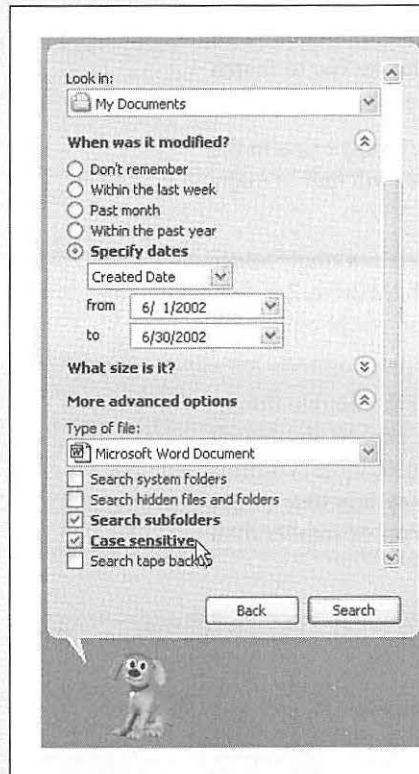 Look in:
My Documents
When was it modified?
Don't remember
Within the last week
Past month
Within the past year
Specify dates
Created Date
from 6/ 1/2002
to 6/30/2002
What size is it?
More advanced options
Type of file:
Microsoft Word Document
Search system folders
Search hidden files and folders
Search subfolders
Case sensitive
Search tape backup
Back Search